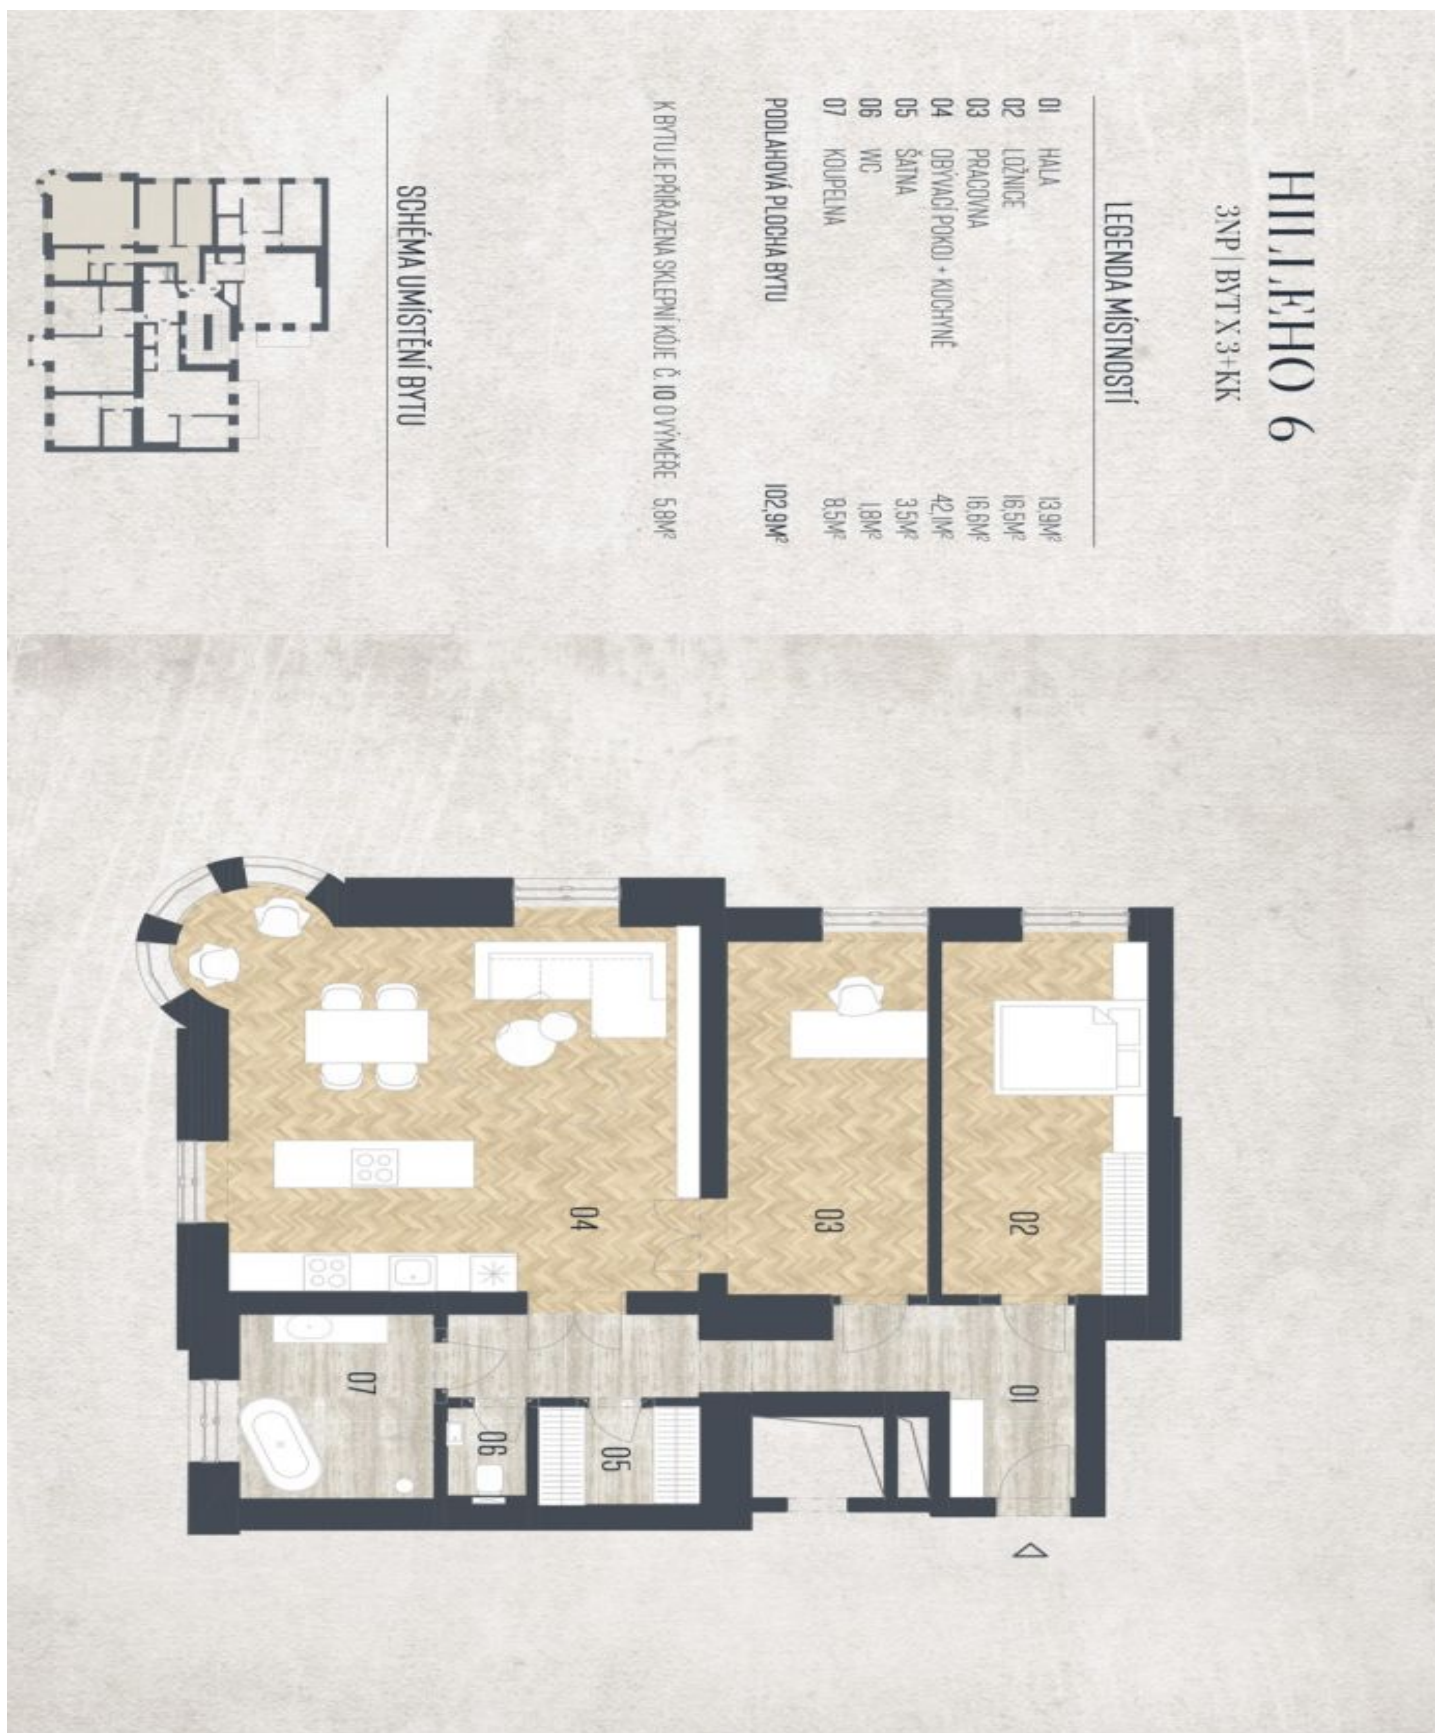 HILLEHO 6
3NP | BYT X 3+KK
LEGENDA MÍSTNOSTÍ
01 HALA 13,9M²
02 LOŽNICE 16,5M²
03 PRACOVNA 16,6M²
04 OBÝVACÍ POKOJ + KUCHYNĚ 42,1M²
05 ŠATNA 3,5M²
06 WC 1,8M²
07 KOUPELNA 8,5M²
PODLAHOVÁ PLOCHA BYTU 102,9M²
K BYTU JE PŘIŘAZENA SKLEPNÍ KÓJE Č. 10 O VÝMĚŘE 5,8M²
SCHÉMA UMÍSTĚNÍ BYTU
02
01
03
04
05
06
07